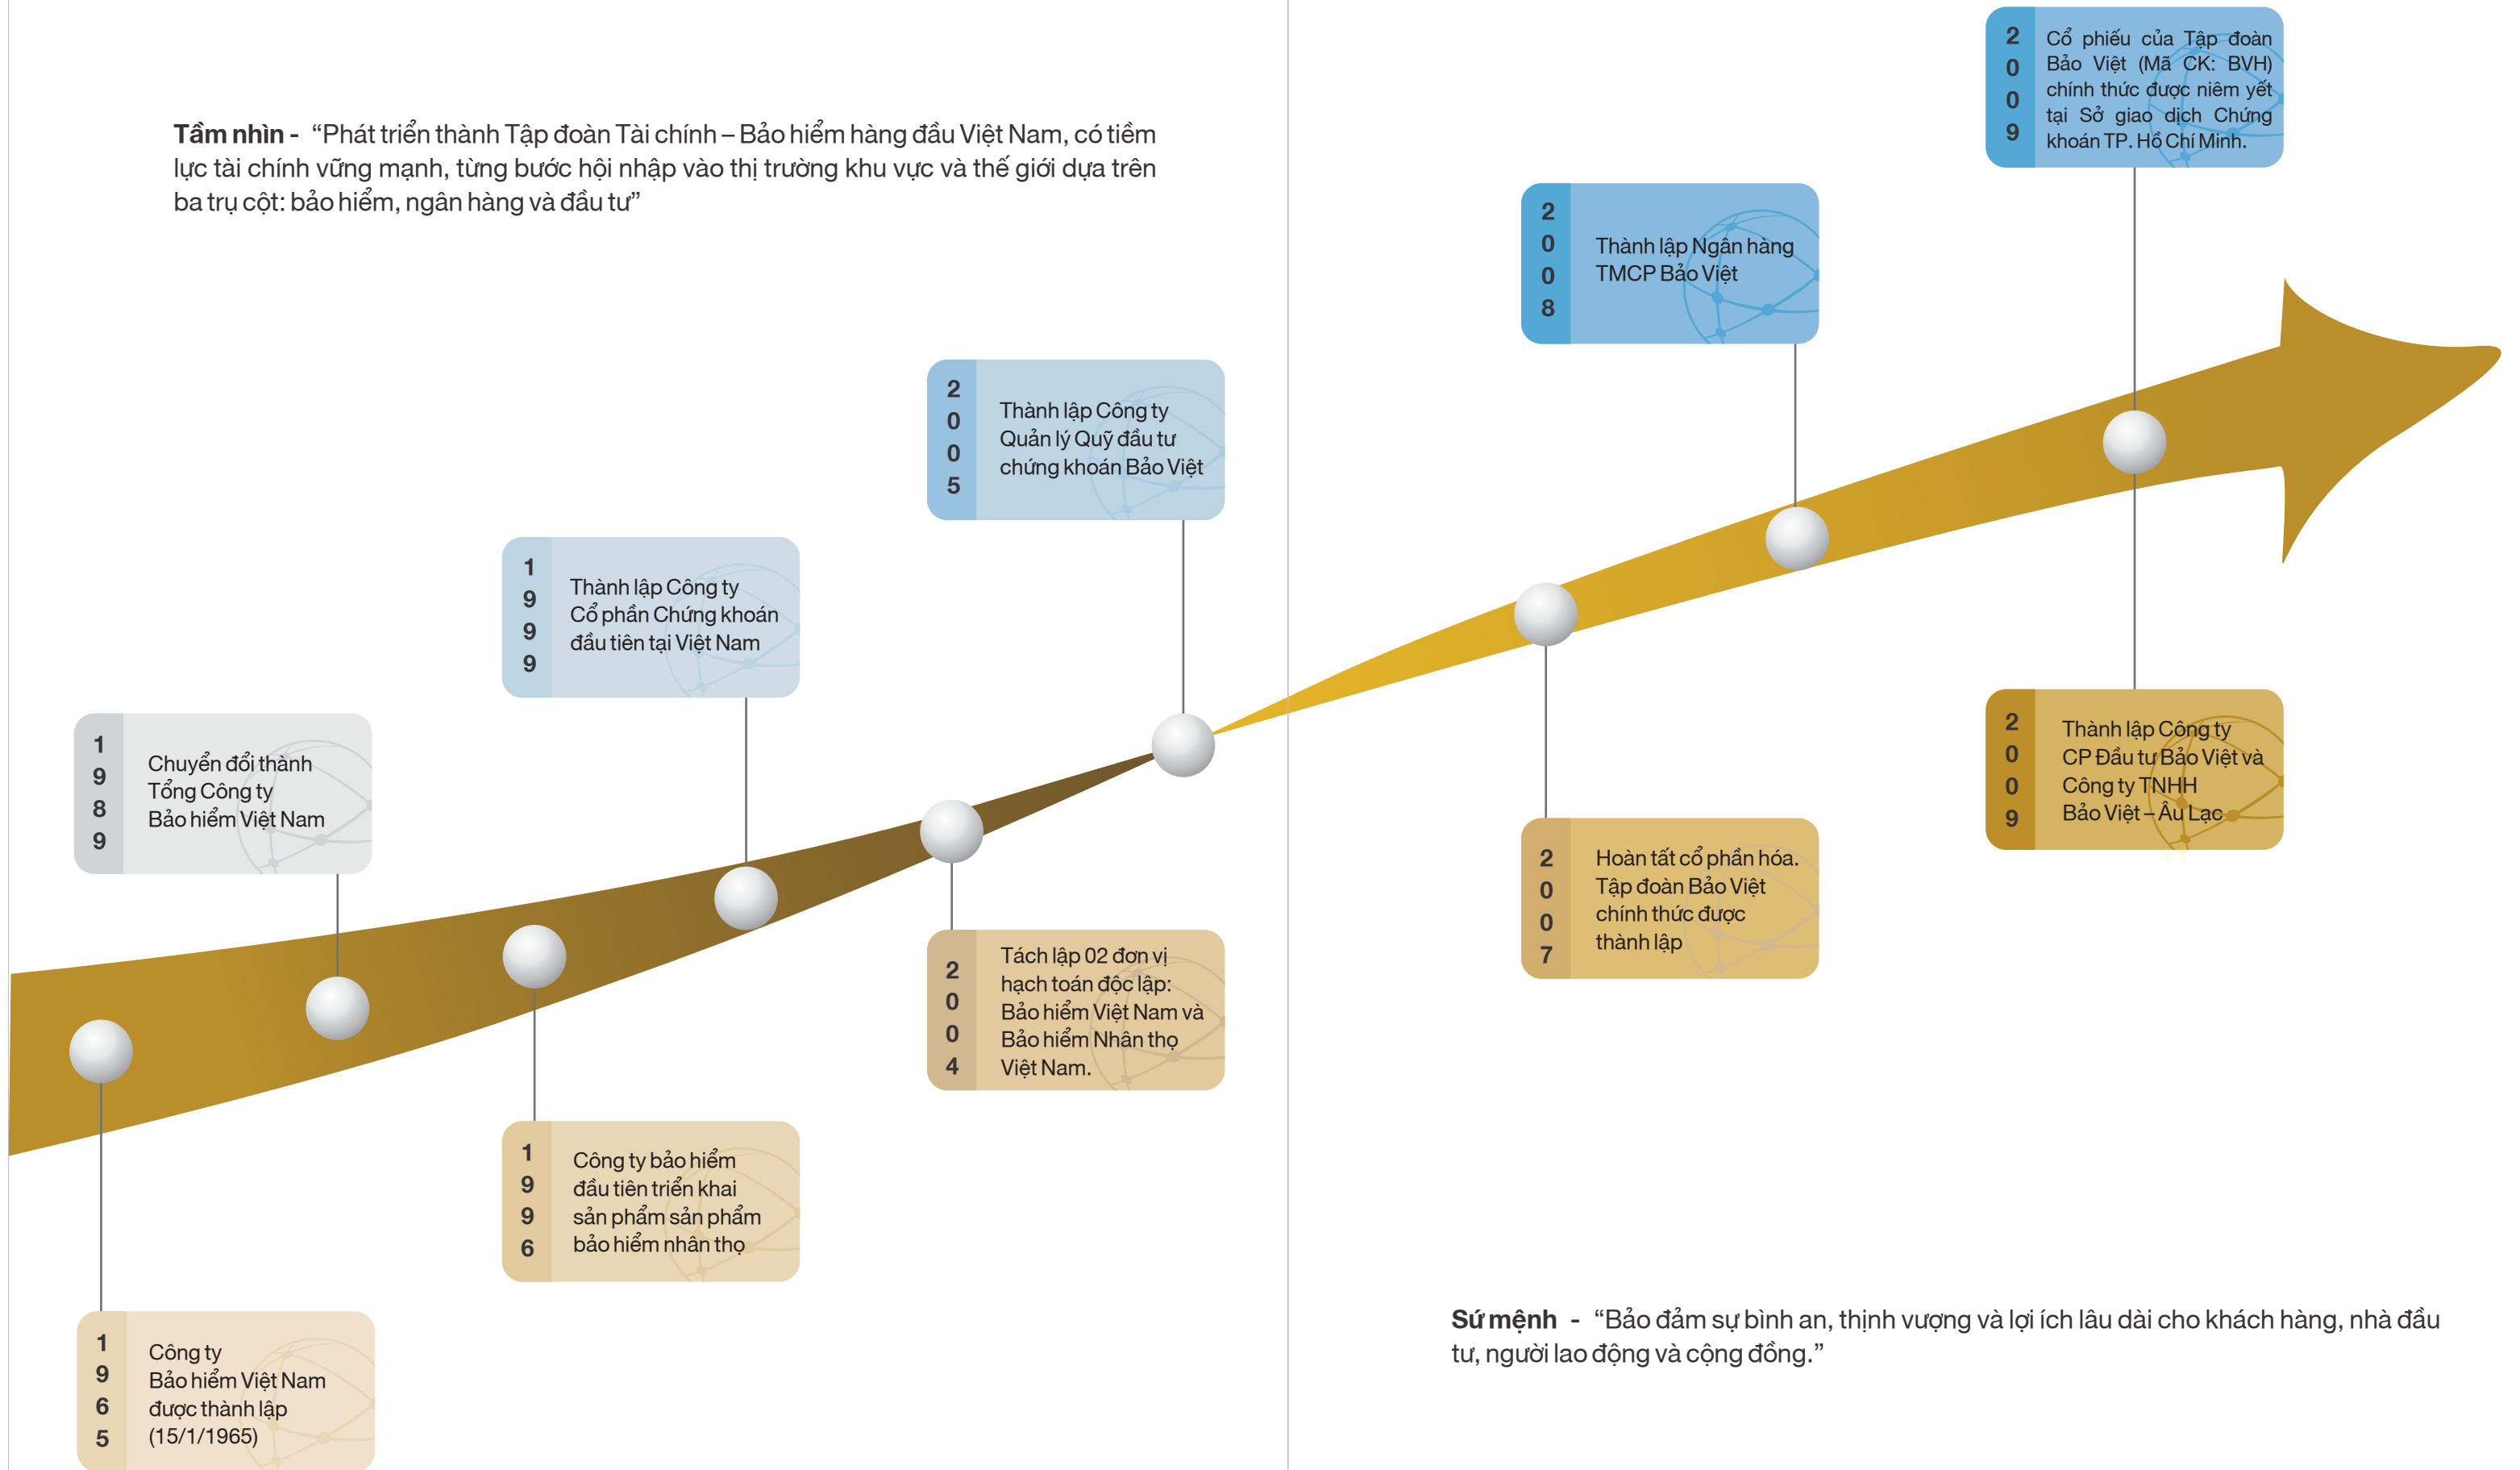 Tầm nhìn - “Phát triển thành Tập đoàn Tài chính – Bảo hiểm hàng đầu Việt Nam, có tiềm
lực tài chính vững mạnh, từng bước hội nhập vào thị trường khu vực và thế giới dựa trên
ba trụ cột: bảo hiểm, ngân hàng và đầu tư”
1965
Công ty
Bảo hiểm Việt Nam
được thành lập
(15/1/1965)
1989
Chuyển đổi thành
Tổng Công ty
Bảo hiểm Việt Nam
1996
Công ty bảo hiểm
đầu tiên triển khai
sản phẩm sản phẩm
bảo hiểm nhân thọ
1999
Thành lập Công ty
Cổ phần Chứng khoán
đầu tiên tại Việt Nam
2004
Tách lập 02 đơn vị
hạch toán độc lập:
Bảo hiểm Việt Nam và
Bảo hiểm Nhân thọ
Việt Nam.
2005
Thành lập Công ty
Quản lý Quỹ đầu tư
chứng khoán Bảo Việt
2007
Hoàn tất cổ phần hóa.
Tập đoàn Bảo Việt
chính thức được
thành lập
2008
Thành lập Ngân hàng
TMCP Bảo Việt
2009
Cổ phiếu của Tập đoàn
Bảo Việt (Mã CK: BVH)
chính thức được niêm yết
tại Sở giao dịch Chứng
khoán TP. Hồ Chí Minh.
2009
Thành lập Công ty
CP Đầu tư Bảo Việt và
Công ty TNHH
Bảo Việt – Âu Lạc
Sứ mệnh - “Bảo đảm sự bình an, thịnh vượng và lợi ích lâu dài cho khách hàng, nhà đầu
tư, người lao động và cộng đồng.”